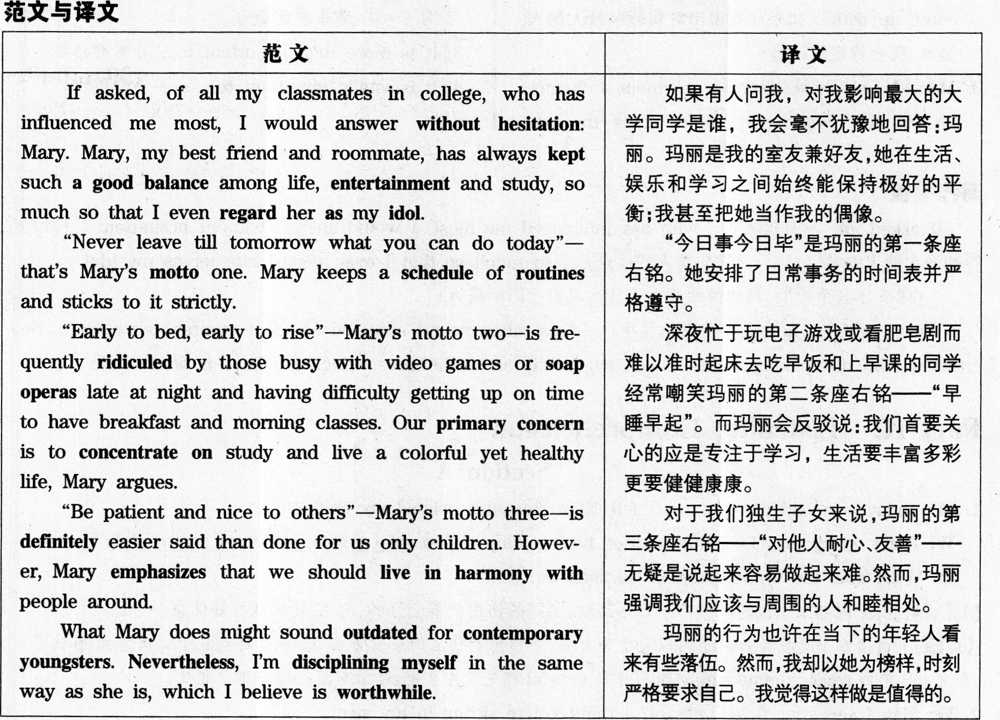 范文与译文
范文
If asked, of all my classmates in college, who has
influenced me most, I would answer without hesitation:
Mary. Mary, my best friend and roommate, has always kept
such a good balance among life, entertainment and study, so
much so that I even regard her as my idol.
“Never leave till tomorrow what you can do today”—
that's Mary's motto one. Mary keeps a schedule of routines
and sticks to it strictly.
“Early to bed, early to rise”—Mary's motto two—is fre-
quently ridiculed by those busy with video games or soap
operas late at night and having difficulty getting up on time
to have breakfast and morning classes. Our primary concern
is to concentrate on study and live a colorful yet healthy
life, Mary argues.
“Be patient and nice to others”—Mary's motto three—is
definitely easier said than done for us only children. Howev-
er, Mary emphasizes that we should live in harmony with
people around.
What Mary does might sound outdated for contemporary
youngsters. Nevertheless, I'm disciplining myself in the same
way as she is, which I believe is worthwhile.
译文
如果有人问我，对我影响最大的大
学同学是谁，我会毫不犹豫地回答：玛
丽。玛丽是我的室友兼好友，她在生活、
娱乐和学习之间始终能保持极好的平
衡；我甚至把她当作我的偶像。
“今日事今日毕”是玛丽的第一条座
右铭。她安排了日常事务的时间表并严
格遵守。
深夜忙于玩电子游戏或看肥皂剧而
难以准时起床去吃早饭和上早课的同学
经常嘲笑玛丽的第二条座右铭——“早
睡早起”。而玛丽会反驳说：我们首要关
心的应是专注于学习，生活要丰富多彩
更要健健康康。
对于我们独生子女来说，玛丽的第
三条座右铭——“对他人耐心、友善”——
无疑是说起来容易做起来难。然而，玛丽
强调我们应该与周围的人和睦相处。
玛丽的行为也许在当下的年轻人看
来有些落伍。然而，我却以她为榜样，时刻
严格要求自己。我觉得这样做是值得的。